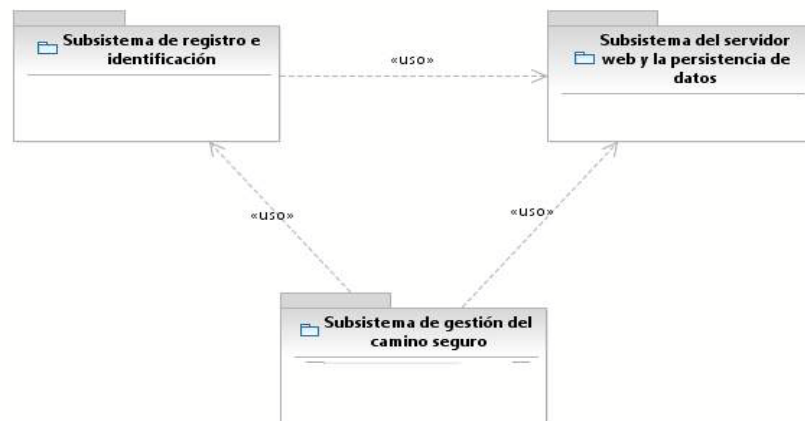 Subsistema de registro e
identificación
«uso»
Subsistema del servidor
web y la persistencia de
datos
«uso»
«uso»
Subsistema de gestión del
camino seguro